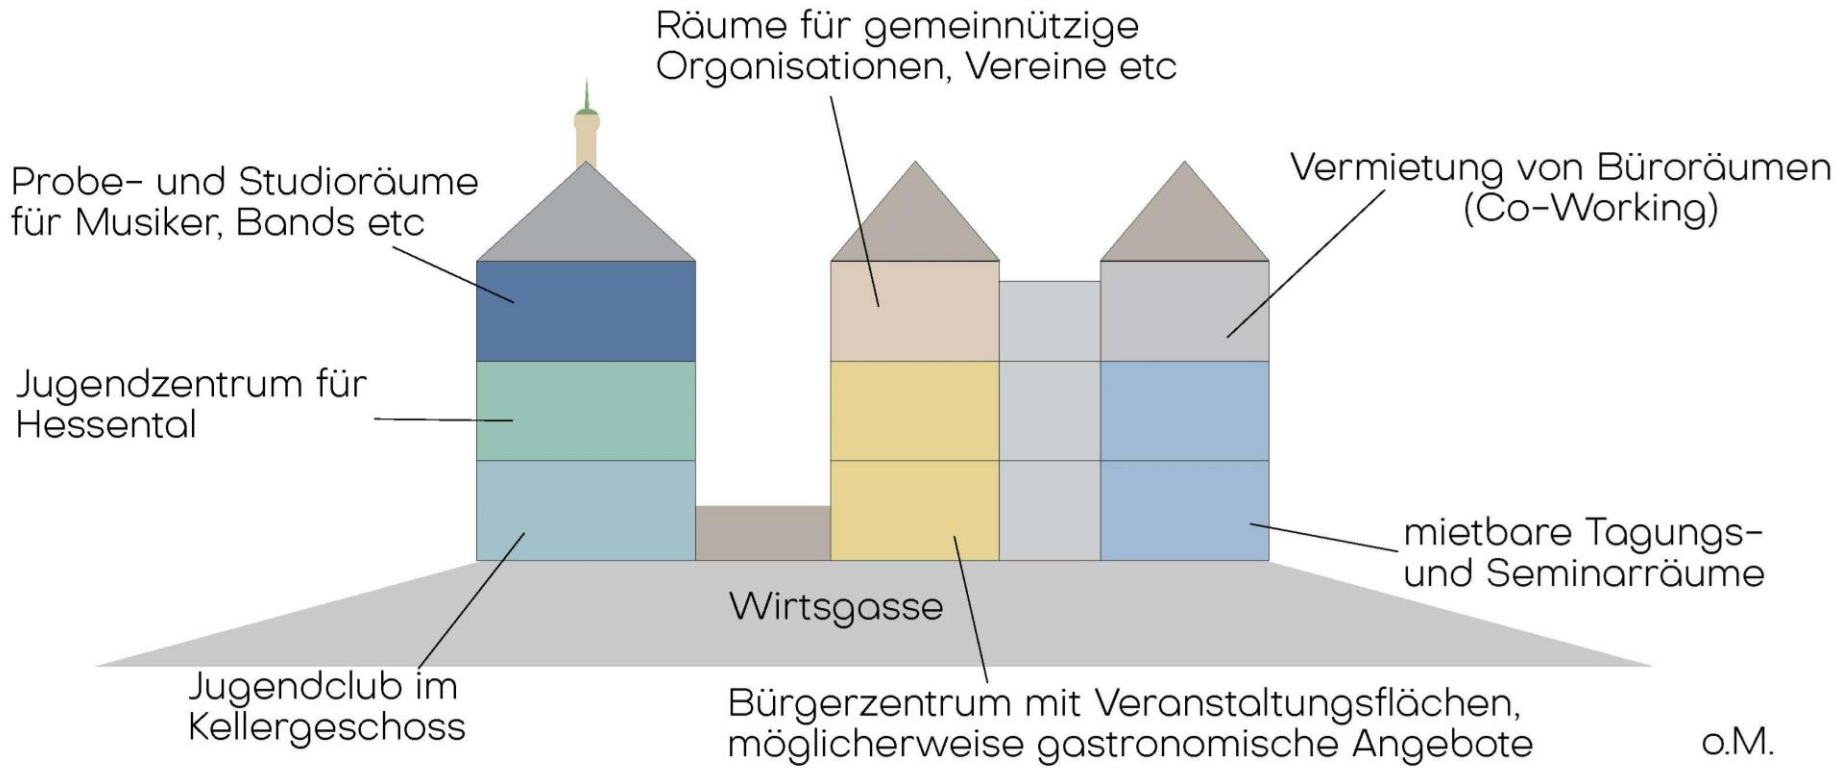 Räume für gemeinnützige
Organisationen, Vereine etc
Probe- und Studioräume
für Musiker, Bands etc
Vermietung von Büroräumen
(Co-Working)
Jugendzentrum für
Hessental
mietbare Tagungs-
und Seminarräume
Wirtsgasse
Jugendclub im
Kellergeschoss
Bürgerzentrum mit Veranstaltungsflächen,
möglicherweise gastronomische Angebote
o.M.